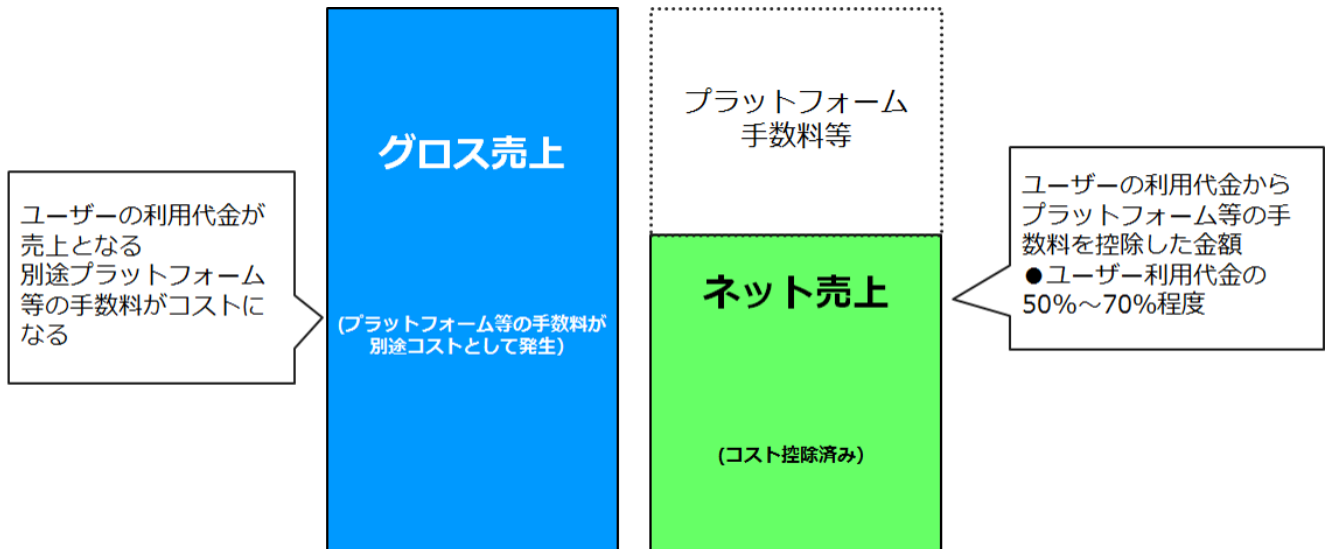 ユーザーの利用代金が
売上となる
別途プラットフォーム
等の手数料がコストに
なる
グロス売上
(プラットフォーム等の手数料が
別途コストとして発生)
プラットフォーム
手数料等
ネット売上
(コスト控除済み)
ユーザーの利用代金から
プラットフォーム等の手
数料を控除した金額
●ユーザー利用代金の
50%～70%程度